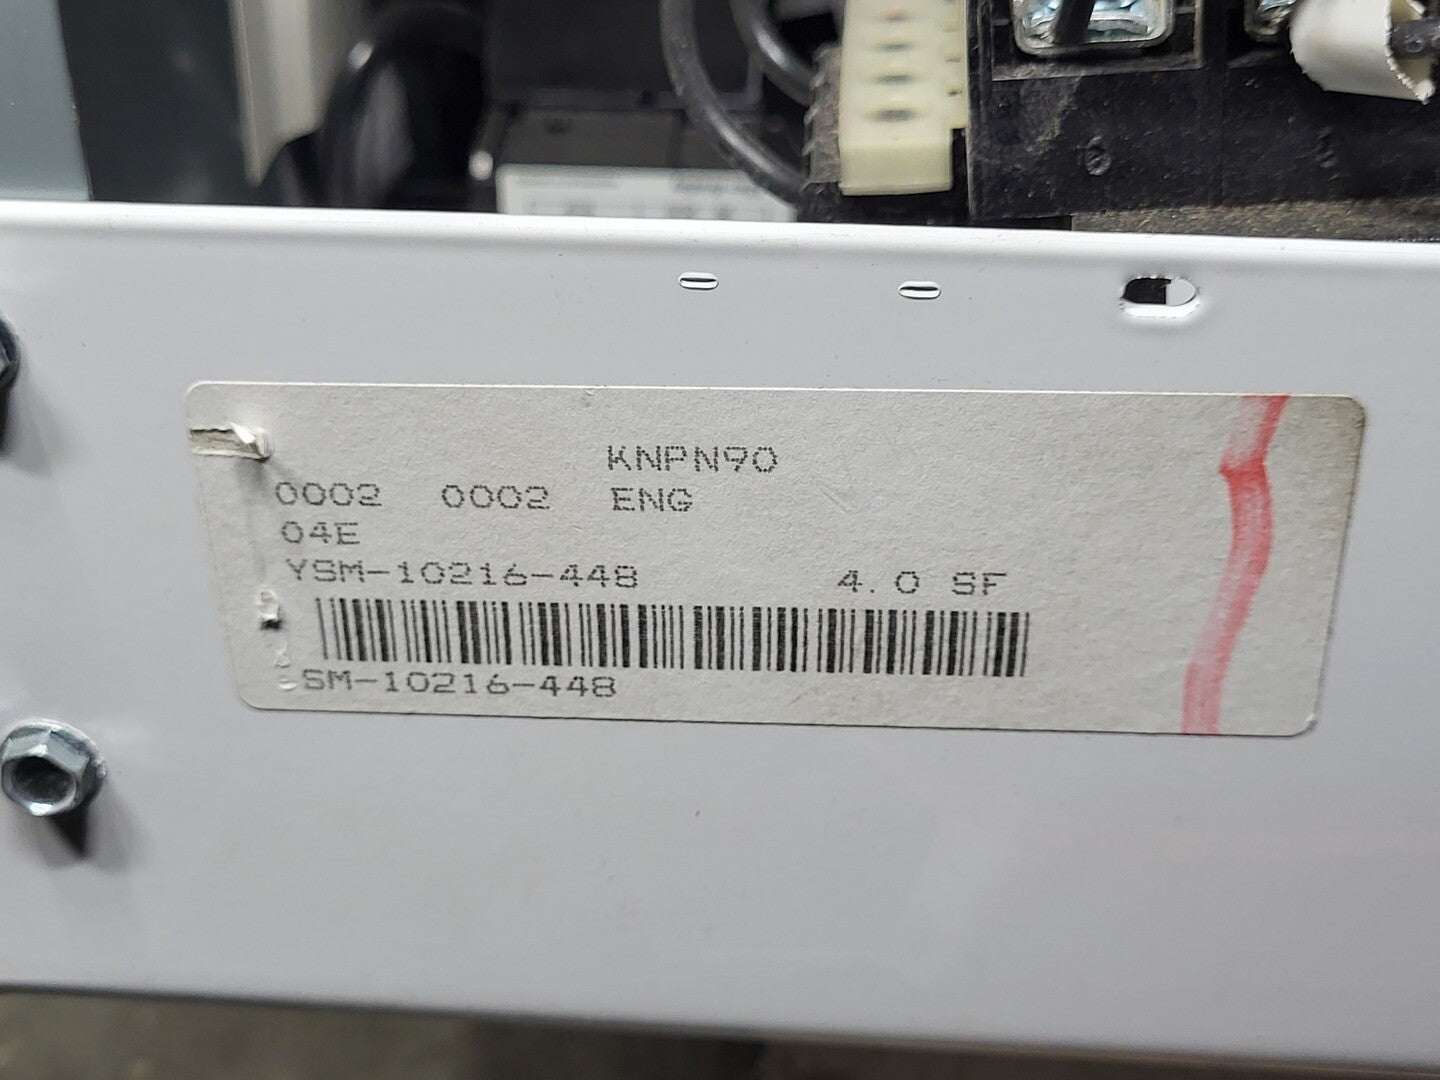 KNPN90
0002 0002 ENG
04E
YSM-10216-448 4.0 SF
SM-10216-448